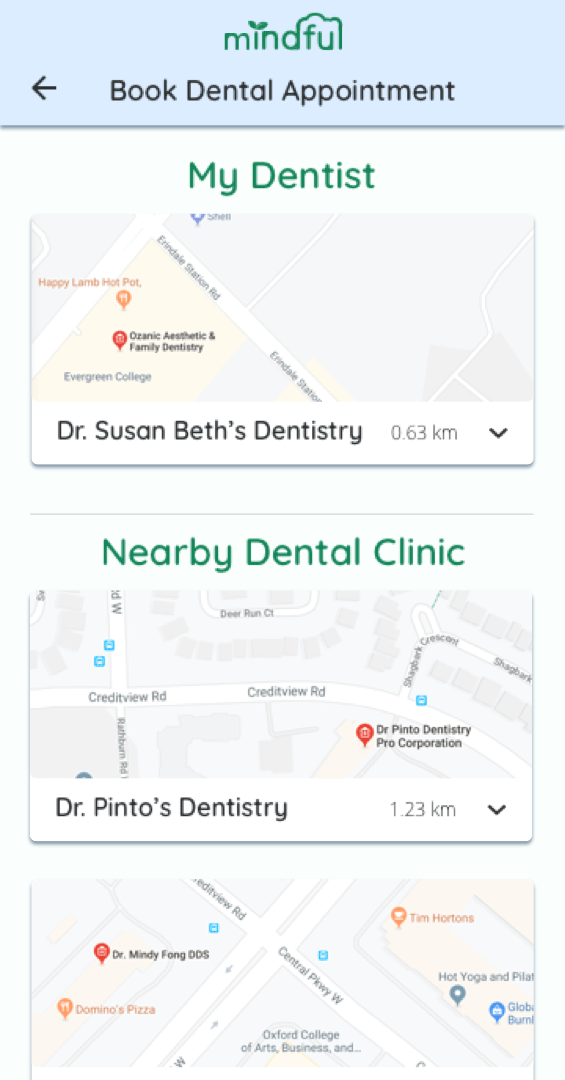 mindful
Book Dental Appointment
My Dentist
Shell
Erindale Station Rd
Happy Lamb Hot Pot,
Ozanic Aesthetic &
Family Dentistry
Evergreen College
Erindale Station
Dr. Susan Beth's Dentistry 0.63 km
Nearby Dental Clinic
Deer Run Ct
Shagbark Crescent
Shagbark
Creditview Rd
Creditview Rd
Rathburn Rd
Dr Pinto Dentistry
Pro Corporation
Dr. Pinto's Dentistry 1.23 km
reditview Rd
Tim Hortons
Dr. Mindy Fong DDS
Central Pkwy W
Hot Yoga and Pilat
Domino's Pizza
Globa
Burnl
Oxford College
of Arts, Business, and...
W